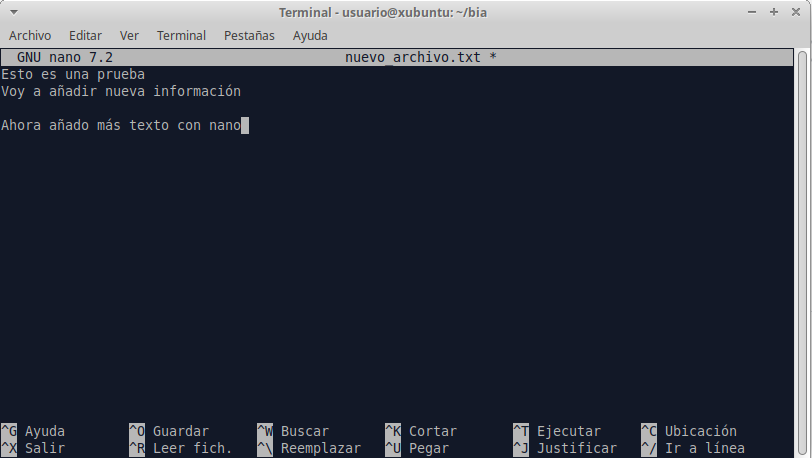 Terminal - usuario@xubuntu: ~/bia
Archivo Editar Ver Terminal Pestañas Ayuda
GNU nano 7.2 nuevo_archivo.txt *
Esto es una prueba
Voy a añadir nueva información
Ahora añado más texto con nano
^G Ayuda ^O Guardar ^W Buscar ^K Cortar ^T Ejecutar ^C Ubicación
^X Salir ^R Leer fich. ^\ Reemplazar ^U Pegar ^J Justificar ^/ Ir a línea